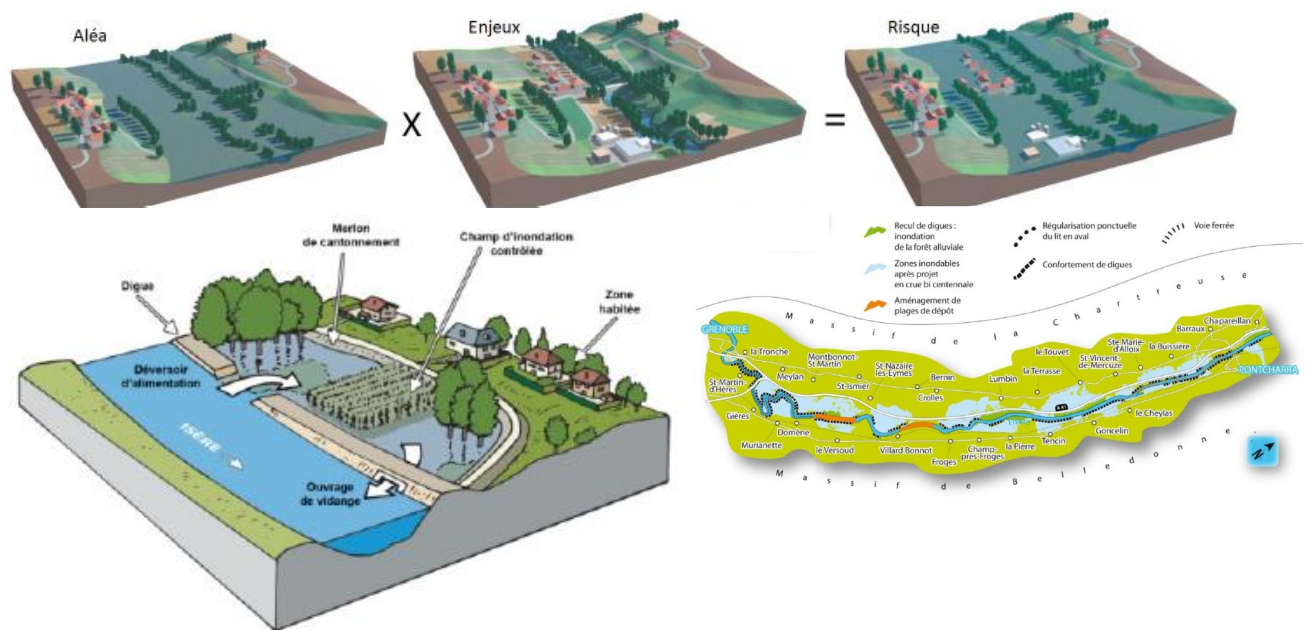 Aléa
Enjeux
Risque
X
=
Merlon
de cantonnement
Champ d'inondation
contrôlée
Digue
Zone
habitée
Déversoir
d'alimentation
ISERE
Ouvrage
de vidange
Recul de digues :
inondation
de la forêt alluviale
Zones inondables
après projet
en crue bi centennale
Aménagement de
plages de dépôt
Régularisation ponctuelle
du lit en aval
Confortement de digues
Voie ferrée
Massif de la Chartreuse
GRENOBLE
la Tronche
St-Martin
d'Hères
Meylan
Montbonnot-
St-Martin
St-Ismier
St-Nazaire
les-Eymes
Bernin
Crolles
Lumbin
la Terrasse
le Touvet
St-Vincent-
de-Mercuze
Ste Marie-
d'Alloix
la Buissière
Barraux
Chapareillan
PONTCHARRA
Gières
Murianette
Domène
le Versoud
Villard Bonnot
Froges
Champ-
près-Froges
la Pierre
Tencin
Goncelin
le Cheylas
Massif de Belledonne
N